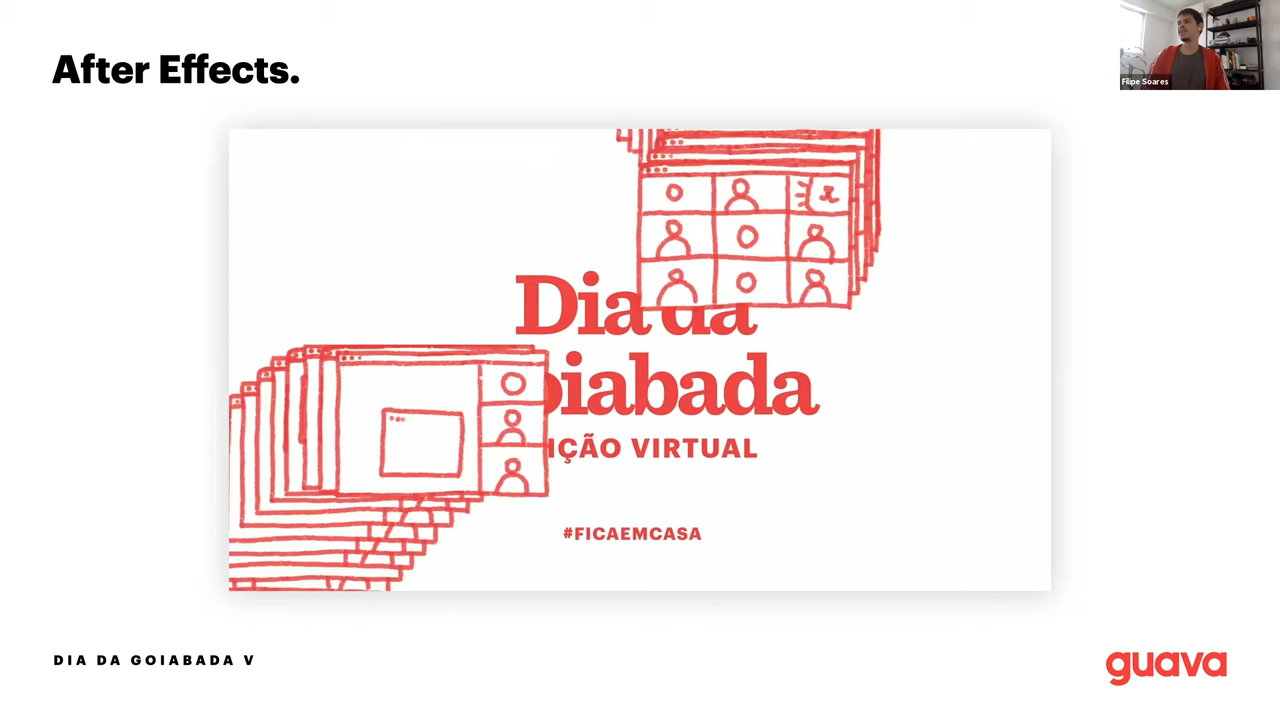 After Effects.
Filipe Soares
Dia da
oiabada
IÇÃO VIRTUAL
#FICAEMCASA
DIA DA GOIABADA V
guava